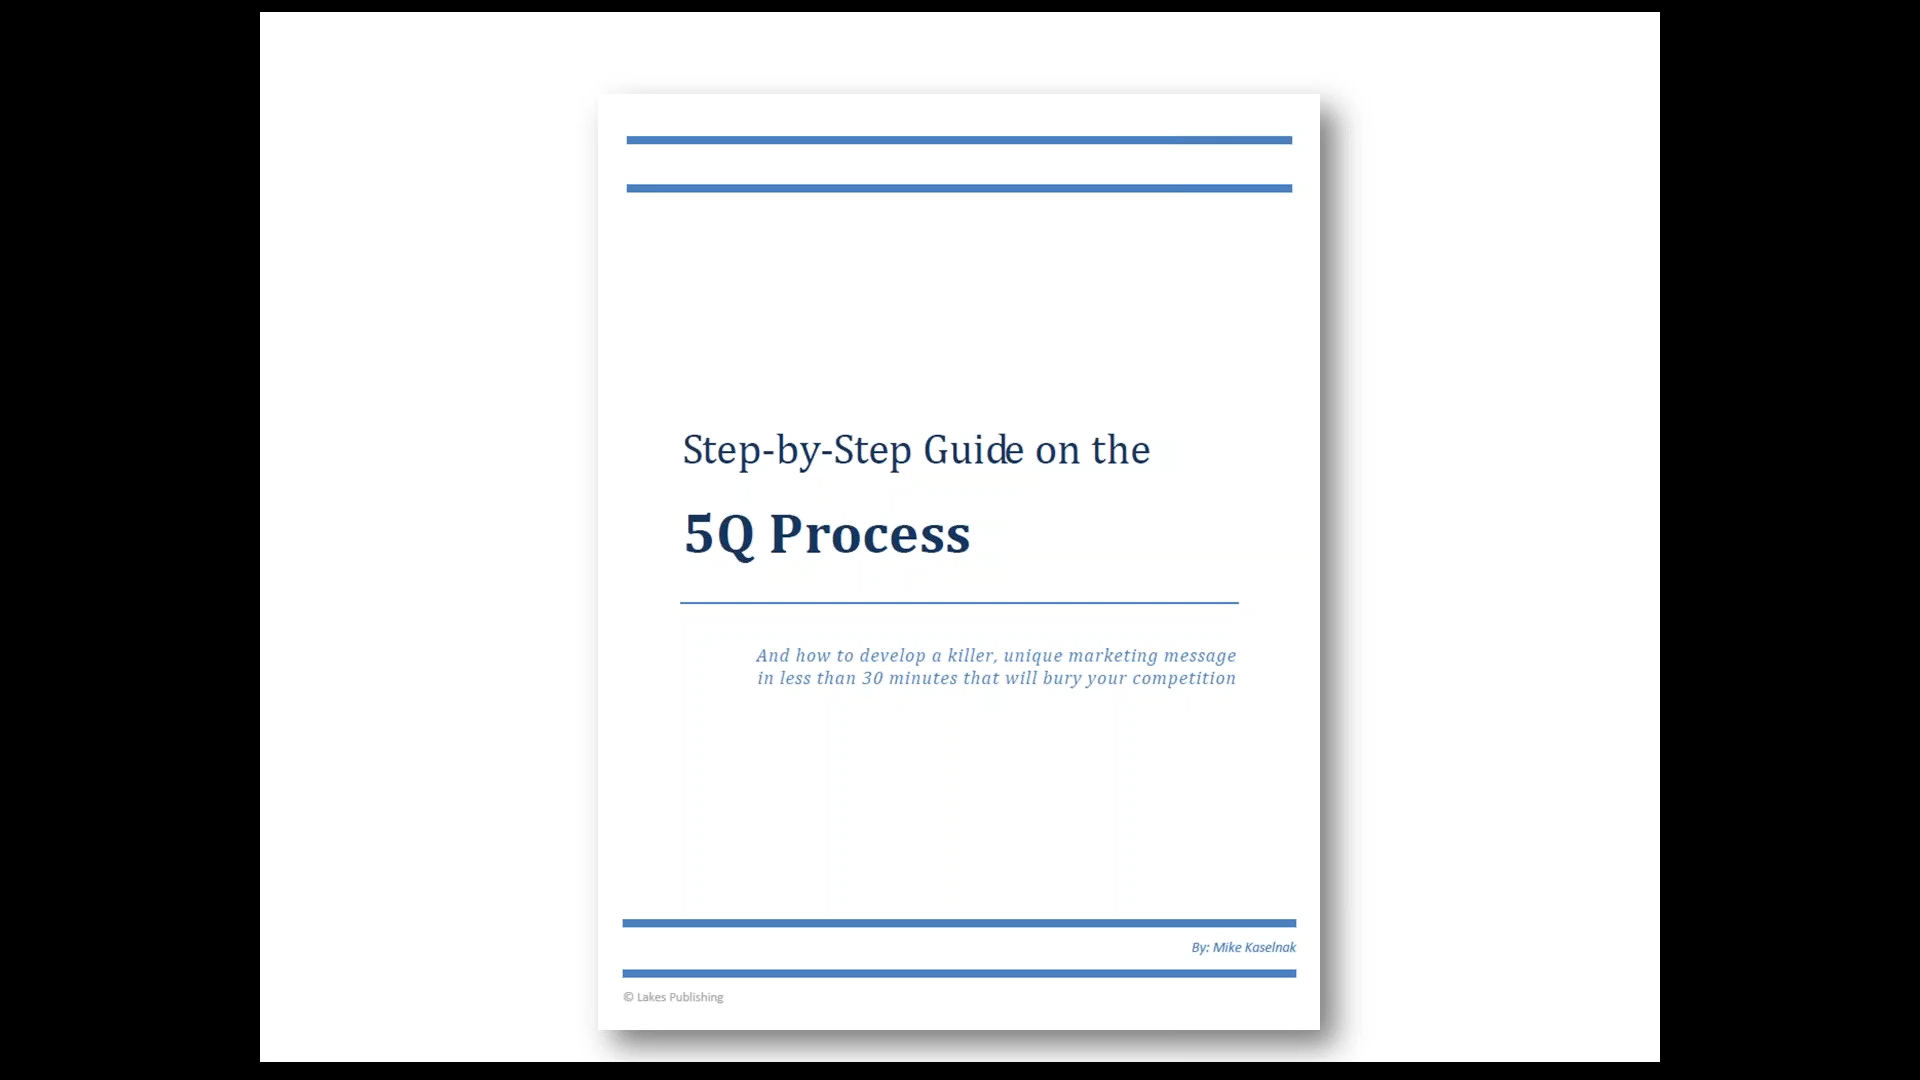 Step-by-Step Guide on the
5Q Process
And how to develop a killer, unique marketing message
in less than 30 minutes that will bury your competition
By: Mike Kaselnak
© Lakes Publishing